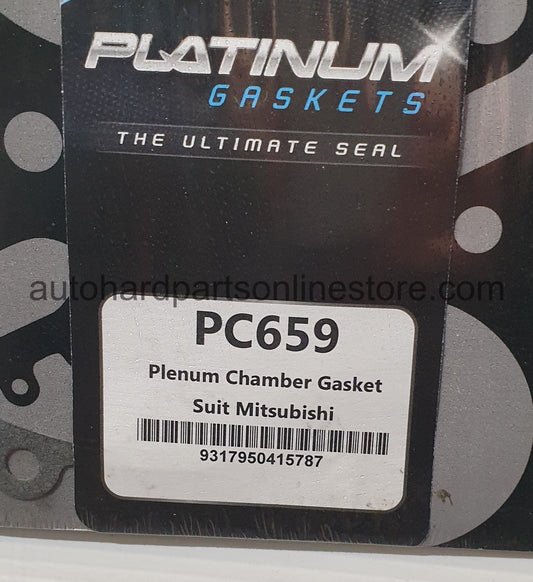 PLATINUM
GASKETS
THE ULTIMATE SEAL
autohardpartsonlinestore.com
PC659
Plenum Chamber Gasket
Suit Mitsubishi
9317950415787